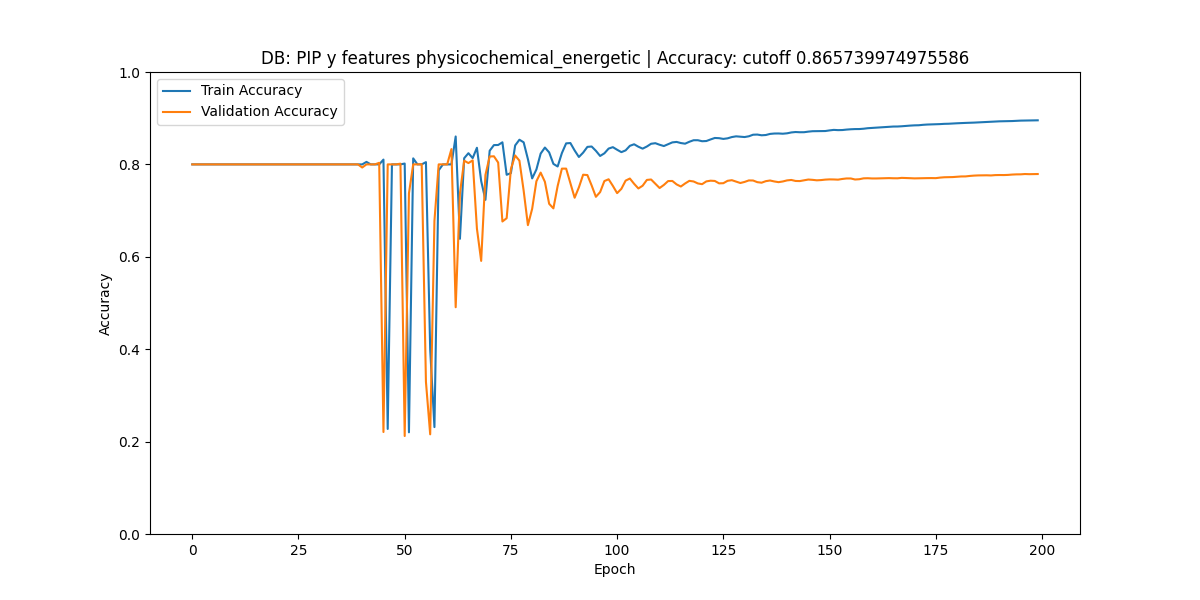 DB: PIP y features physicochemical_energetic | Accuracy: cutoff 0.865739974975586
Train Accuracy
Validation Accuracy
1.0
0.8
0.6
0.4
0.2
0.0
Accuracy
0 25 50 75 100 125 150 175 200
Epoch